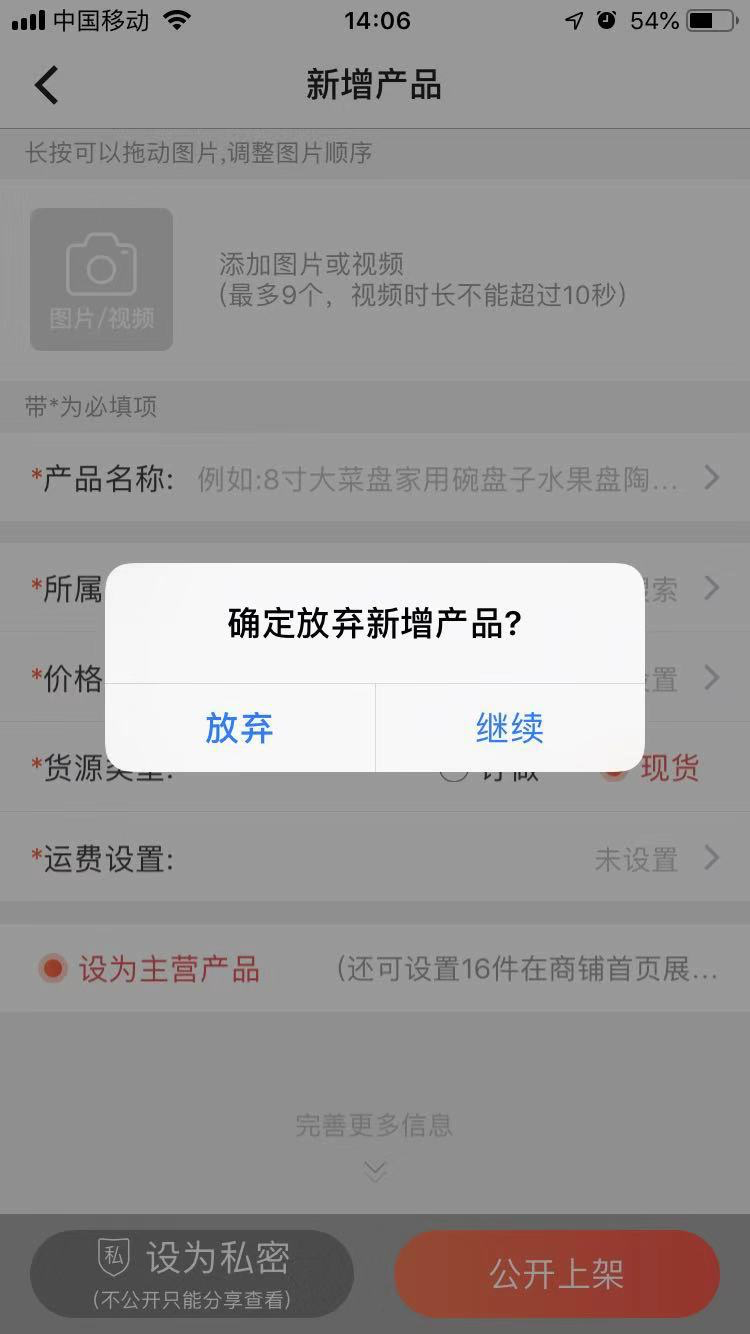 中国移动
14:06
54%
新增产品
长按可以拖动图片,调整图片顺序
图片/视频
添加图片或视频
(最多9个，视频时长不能超过10秒)
带*为必填项
*产品名称: 例如:8寸大菜盘家用碗盘子水果盘陶...
*所属
索
*价格
置
确定放弃新增产品?
放弃
继续
*货源类型:
订做
现货
*运费设置:
未设置
设为主营产品
(还可设置16件在商铺首页展...
完善更多信息
私 设为私密
(不公开只能分享查看)
公开上架